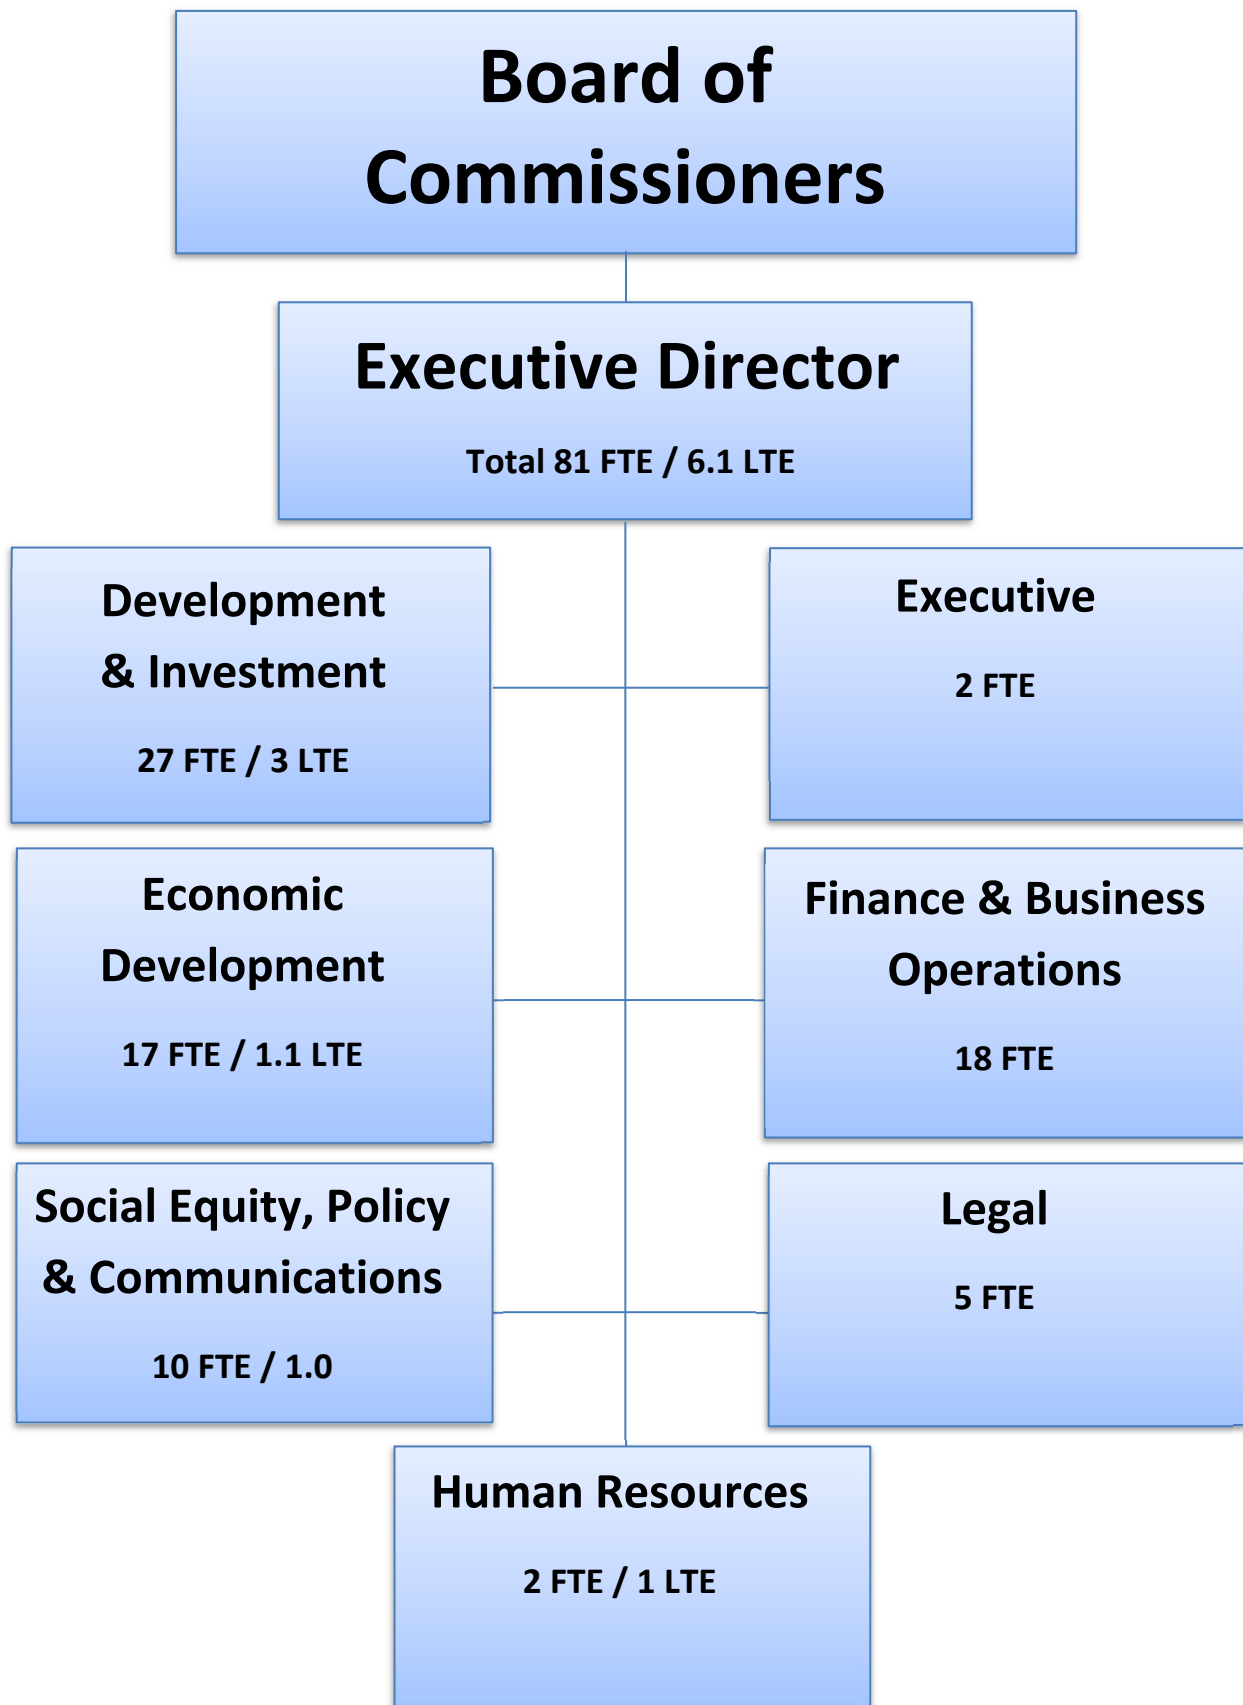 Board of
Commissioners
Executive Director
Total 81 FTE / 6.1 LTE
Development
& Investment
27 FTE / 3 LTE
Executive
2 FTE
Economic
Development
17 FTE / 1.1 LTE
Finance & Business
Operations
18 FTE
Social Equity, Policy
& Communications
10 FTE / 1.0
Legal
5 FTE
Human Resources
2 FTE / 1 LTE